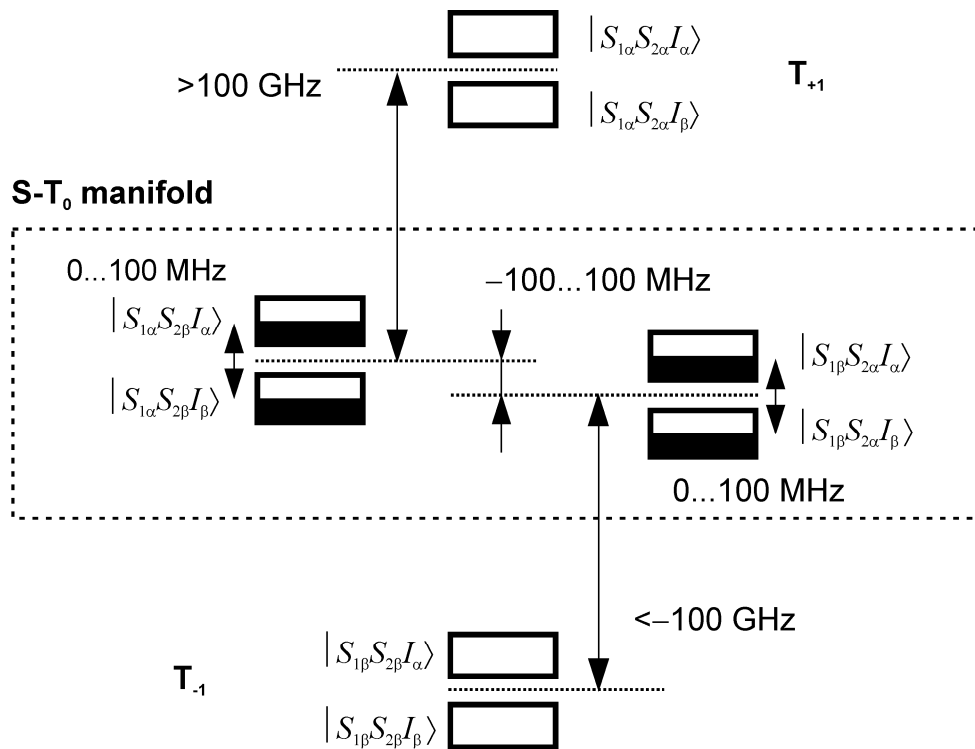 |S₁αS₂αIα⟩
>100 GHz
T₊₁
|S₁αS₂αIβ⟩
S-T₀ manifold
0...100 MHz
−100...100 MHz
|S₁αS₂βIα⟩
|S₁βS₂αIα⟩
|S₁αS₂βIβ⟩
|S₁βS₂αIβ⟩
0...100 MHz
<−100 GHz
|S₁βS₂βIα⟩
T₋₁
|S₁βS₂βIβ⟩